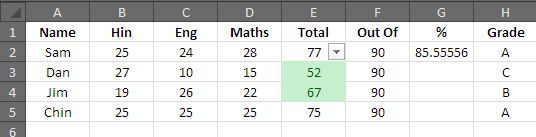 A B C D E F G H
1 Name Hin Eng Maths Total Out Of % Grade
2 Sam 25 24 28 77 90 85.55556 A
3 Dan 27 10 15 52 90 C
4 Jim 19 26 22 67 90 B
5 Chin 25 25 25 75 90 A
6